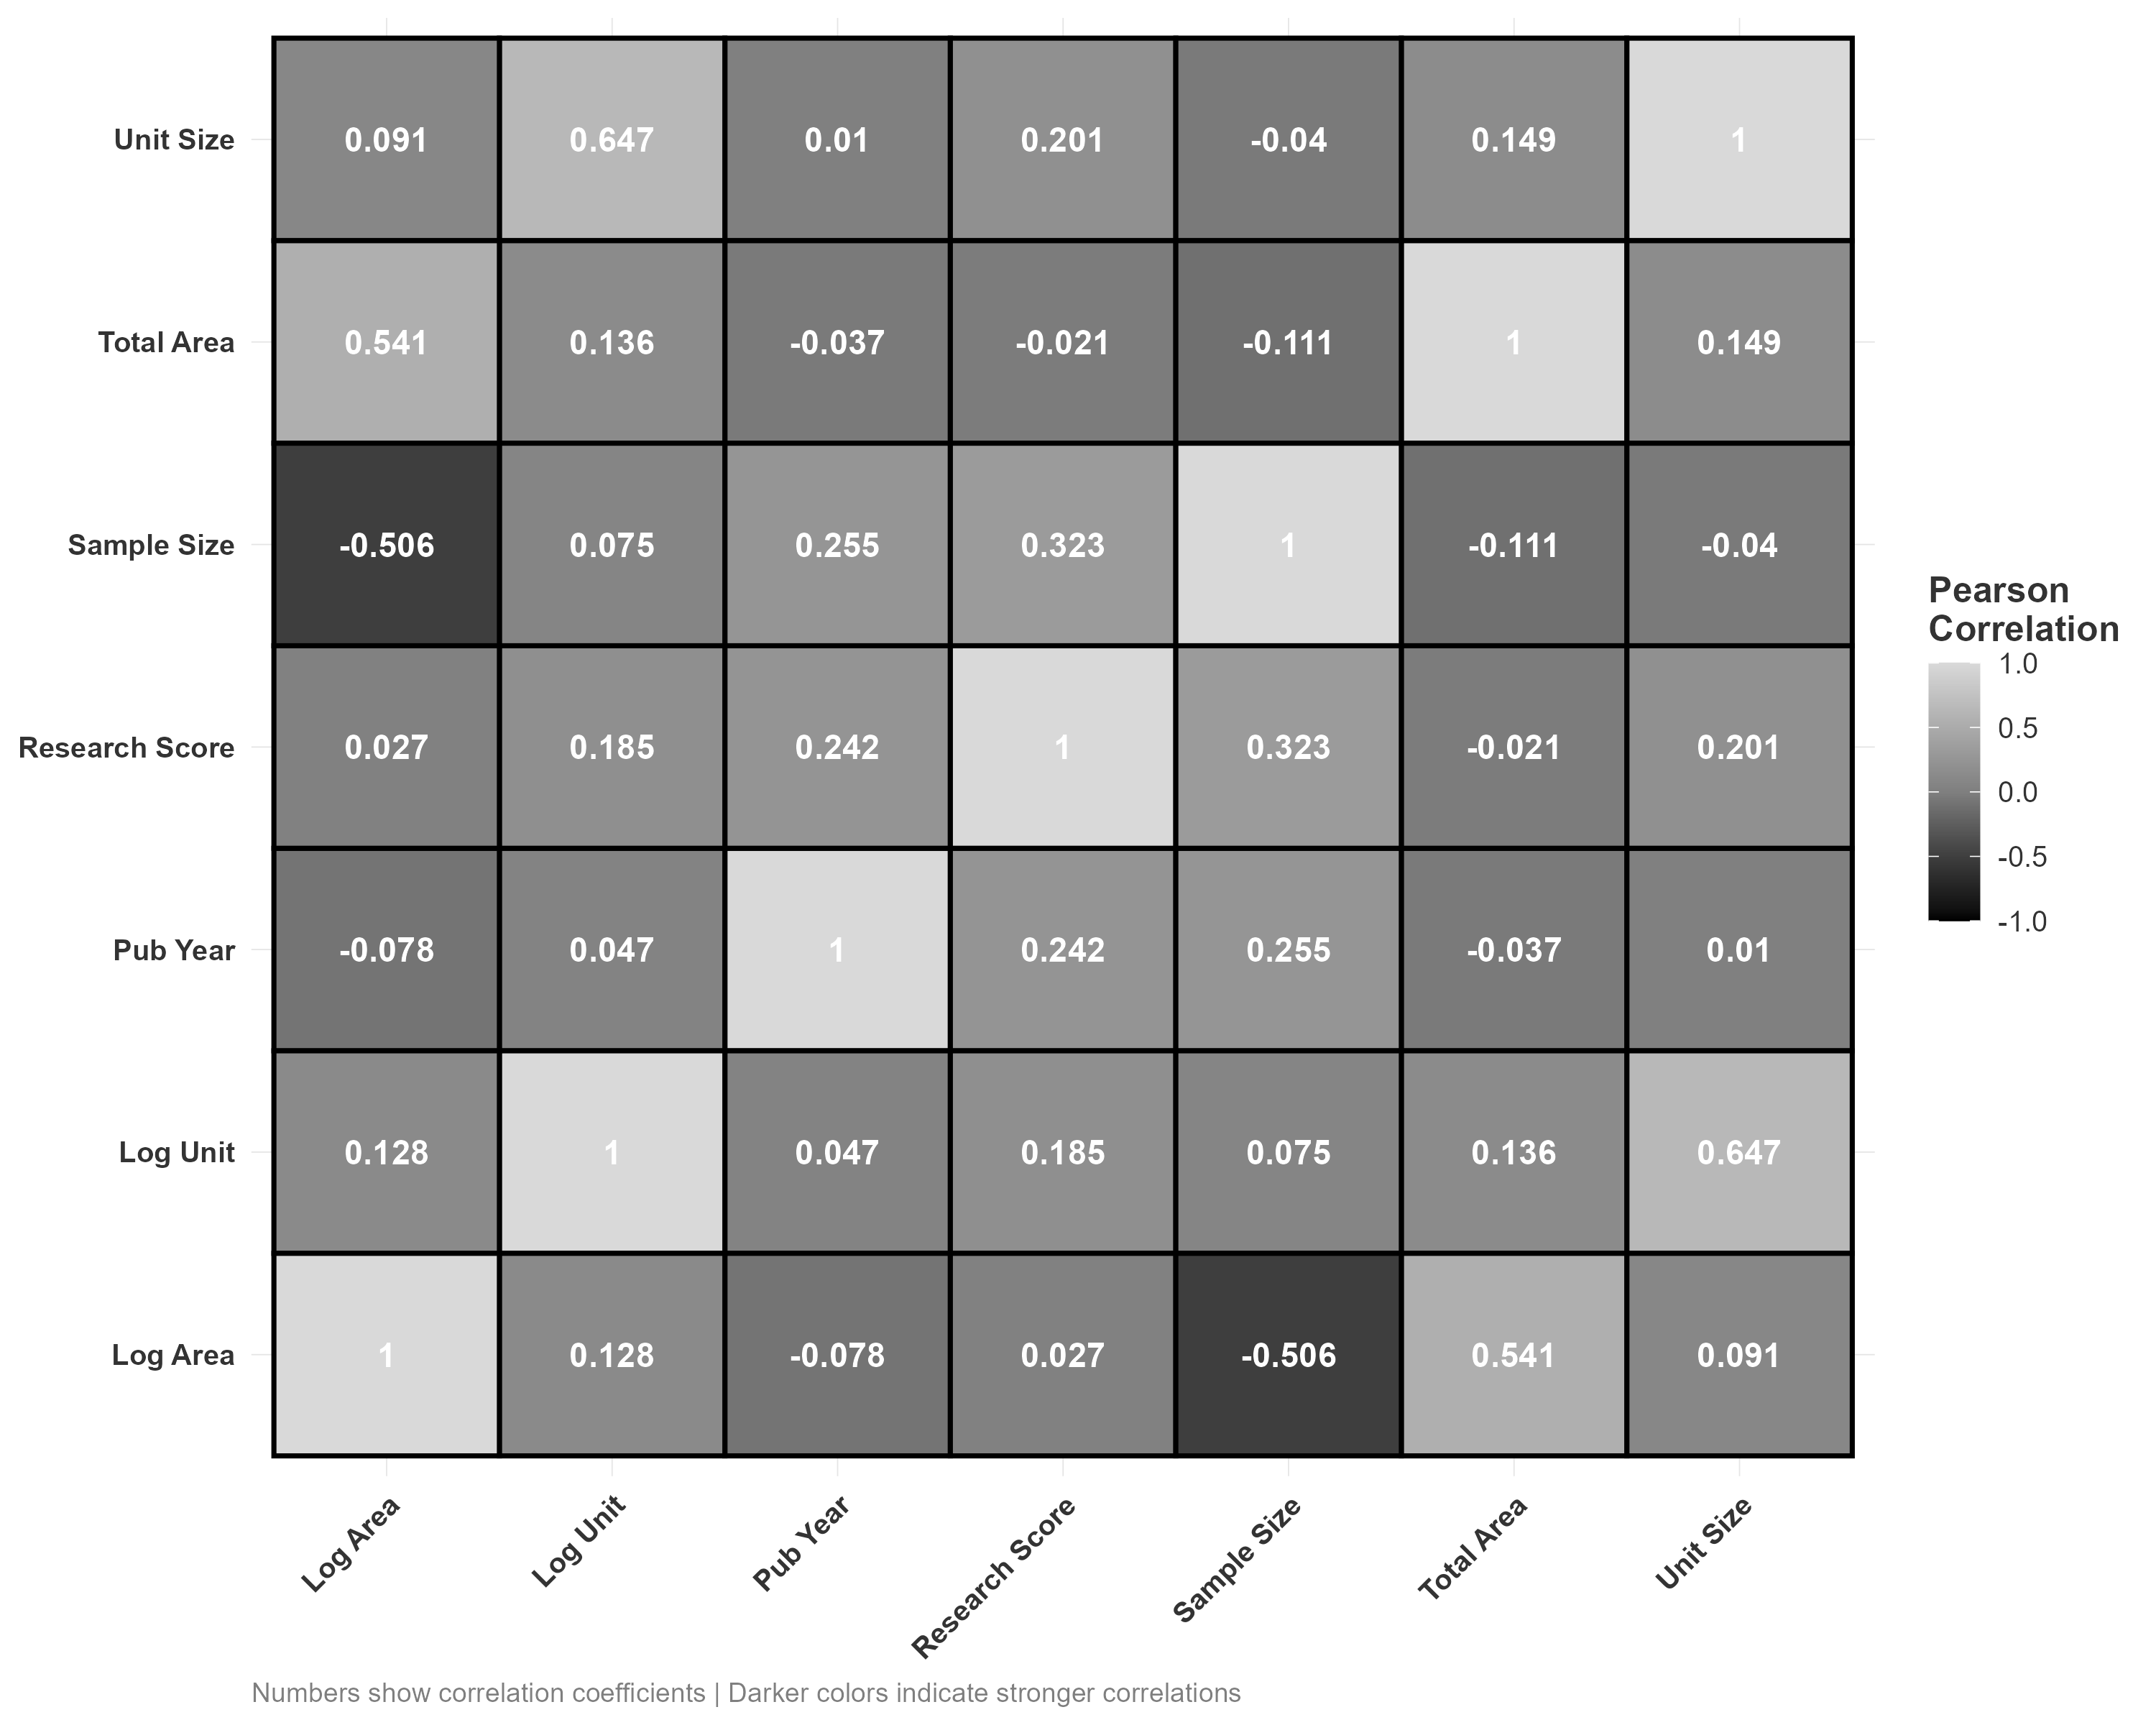 Unit Size 0.091 0.647 0.01 0.201 -0.04 0.149 1
Total Area 0.541 0.136 -0.037 -0.021 -0.111 1 0.149
Sample Size -0.506 0.075 0.255 0.323 1 -0.111 -0.04
Research Score 0.027 0.185 0.242 1 0.323 -0.021 0.201
Pub Year -0.078 0.047 1 0.242 0.255 -0.037 0.01
Log Unit 0.128 1 0.047 0.185 0.075 0.136 0.647
Log Area 1 0.128 -0.078 0.027 -0.506 0.541 0.091
Log Area Log Unit Pub Year Research Score Sample Size Total Area Unit Size
Pearson
Correlation
1.0
0.5
0.0
-0.5
-1.0
Numbers show correlation coefficients | Darker colors indicate stronger correlations